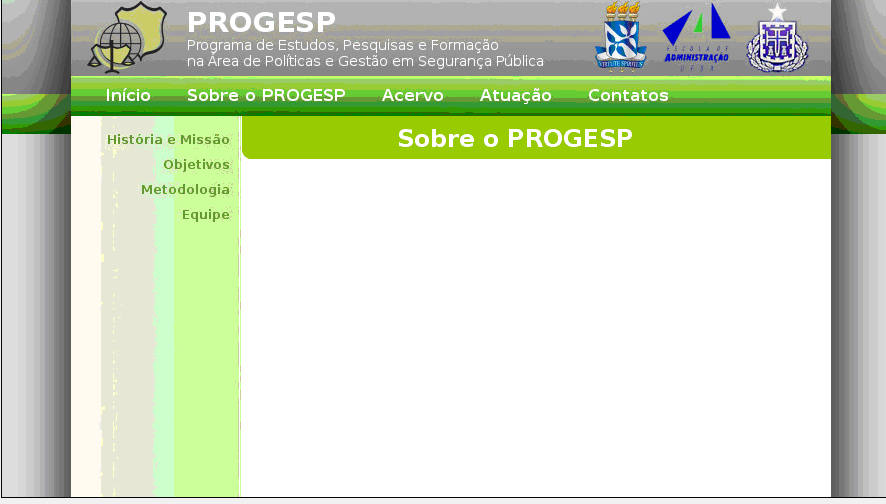 PROGESP
Programa de Estudos, Pesquisas e Formação
na Área de Políticas e Gestão em Segurança Pública
VIRTUTE SPIRITUS
ESCOLA DE
ADMINISTRAÇÃO
UFBA
Início Sobre o PROGESP Acervo Atuação Contatos
História e Missão
Objetivos
Metodologia
Equipe
Sobre o PROGESP